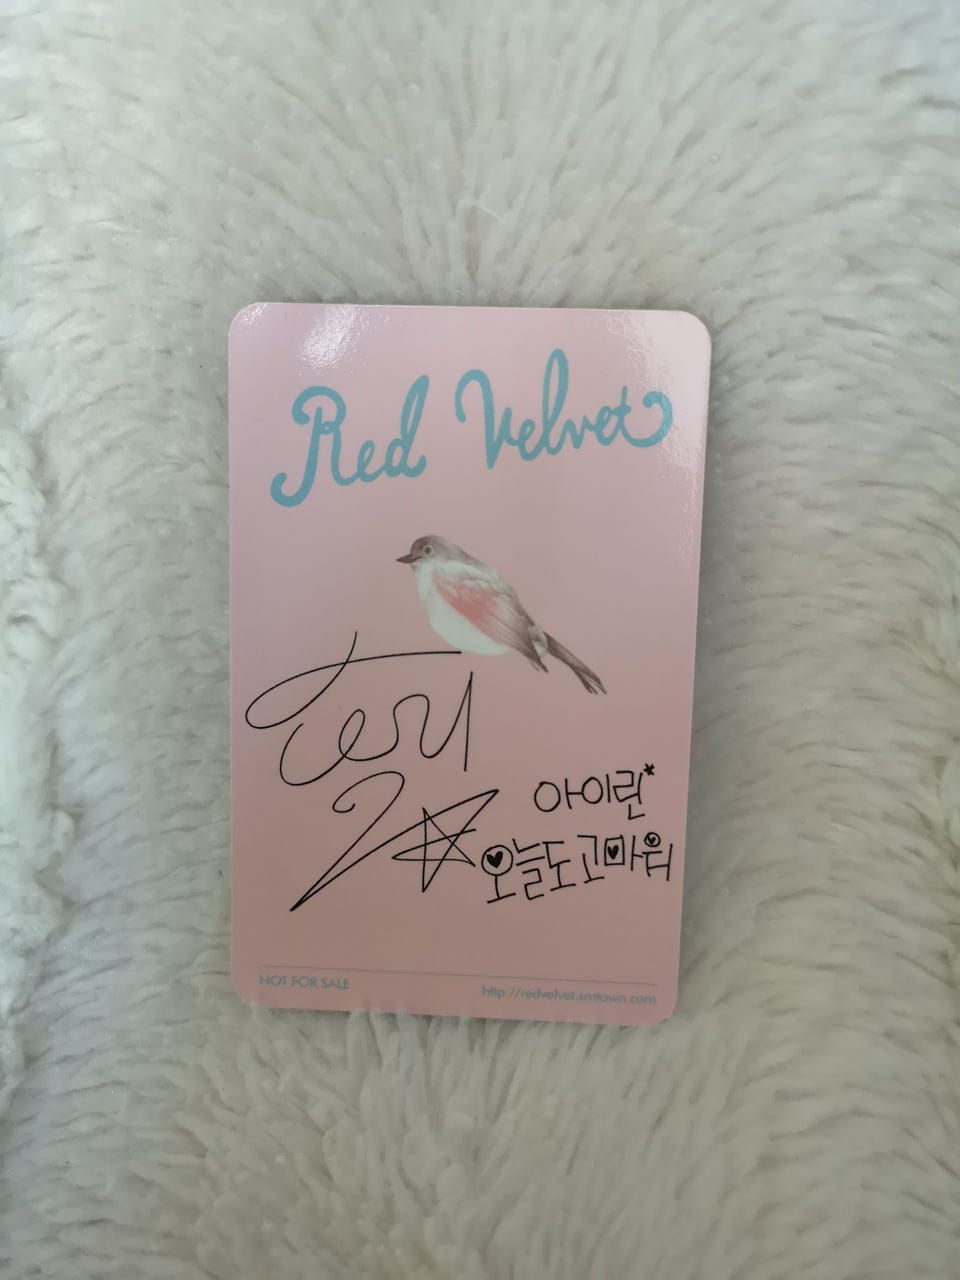 Red Velvet
아이린*
오늘도 고마워
NOT FOR SALE
http://redvelvet.smtown.com